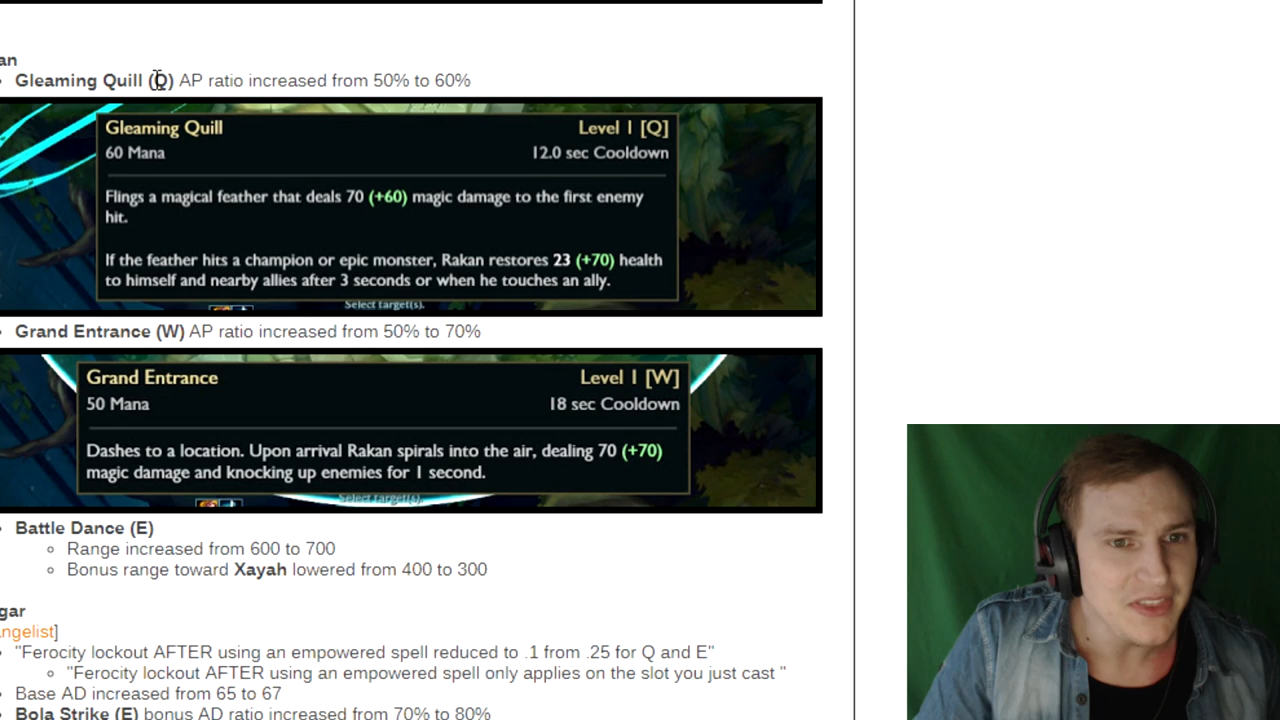 an
Gleaming Quill (Q) AP ratio increased from 50% to 60%
Gleaming Quill Level 1 [Q]
60 Mana 12.0 sec Cooldown
Flings a magical feather that deals 70 (+60) magic damage to the first enemy
hit.
If the feather hits a champion or epic monster, Rakan restores 23 (+70) health
to himself and nearby allies after 3 seconds or when he touches an ally.
Select target(s).
Grand Entrance (W) AP ratio increased from 50% to 70%
Grand Entrance Level 1 [W]
50 Mana 18 sec Cooldown
Dashes to a location. Upon arrival Rakan spirals into the air, dealing 70 (+70)
magic damage and knocking up enemies for 1 second.
Select target(s).
Battle Dance (E)
Range increased from 600 to 700
Bonus range toward Xayah lowered from 400 to 300
gar
angelist]
"Ferocity lockout AFTER using an empowered spell reduced to .1 from .25 for Q and E"
"Ferocity lockout AFTER using an empowered spell only applies on the slot you just cast "
Base AD increased from 65 to 67
Bola Strike (E) bonus AD ratio increased from 70% to 80%